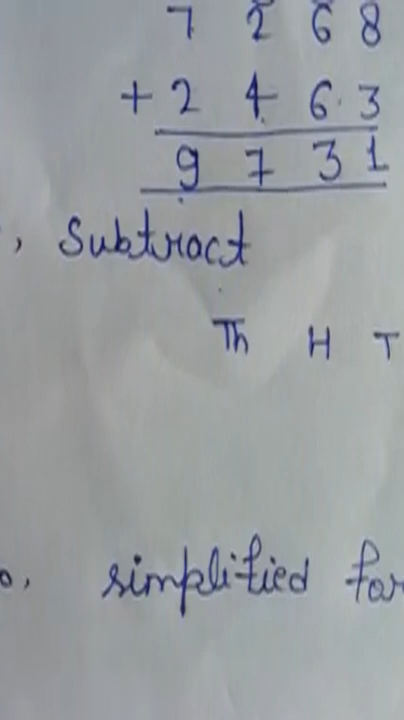 7 2 6 8
+ 2 4 6 3
9 7 3 1
, Subtract
Th H T
o, simplified for